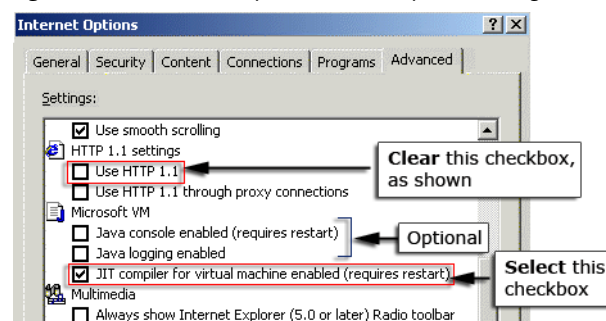 Internet Options
General Security Content Connections Programs Advanced
Settings:
Use smooth scrolling
HTTP 1.1 settings
Use HTTP 1.1
Clear this checkbox,
as shown
Use HTTP 1.1 through proxy connections
Microsoft VM
Java console enabled (requires restart)
Optional
Java logging enabled
JIT compiler for virtual machine enabled (requires restart)
Select this
checkbox
Multimedia
Always show Internet Explorer (5.0 or later) Radio toolbar